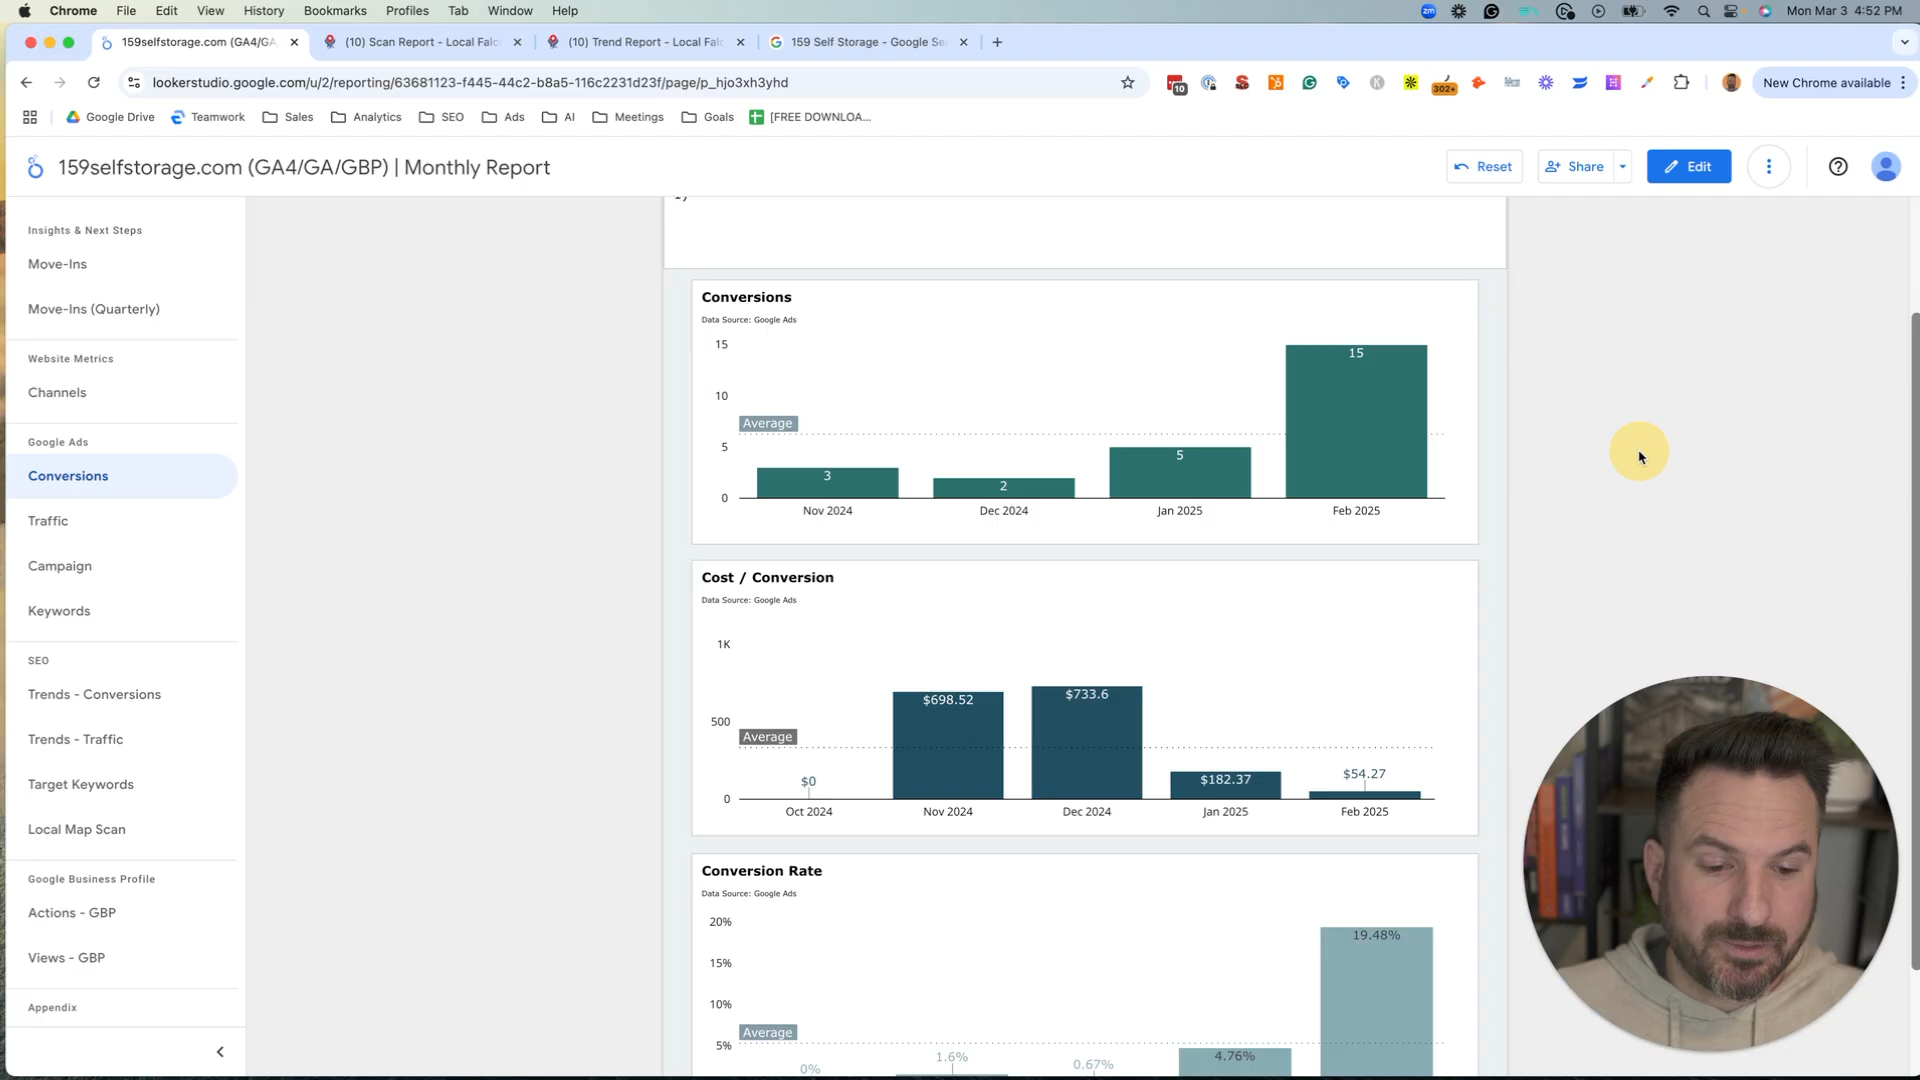 Chrome File Edit View History Bookmarks Profiles Tab Window Help
zm
Mon Mar 3 4:52 PM
159selfstorage.com (GA4/GA
(10) Scan Report - Local Falc
(10) Trend Report - Local Falc
159 Self Storage - Google Se
lookerstudio.google.com/u/2/reporting/63681123-f445-44c2-b8a5-116c2231d23f/page/p_hjo3xh3yhd
10
302+
New Chrome available
Google Drive
Teamwork
Sales
Analytics
SEO
Ads
AI
Meetings
Goals
[FREE DOWNLOA...
159selfstorage.com (GA4/GA/GBP) | Monthly Report
Reset
Share
Edit
Insights & Next Steps
Move-Ins
Move-Ins (Quarterly)
Website Metrics
Channels
Google Ads
Conversions
Traffic
Campaign
Keywords
SEO
Trends - Conversions
Trends - Traffic
Target Keywords
Local Map Scan
Google Business Profile
Actions - GBP
Views - GBP
Appendix
Conversions
Data Source: Google Ads
15
10
5
0
Average
3
2
5
15
Nov 2024
Dec 2024
Jan 2025
Feb 2025
Cost / Conversion
Data Source: Google Ads
1K
500
0
Average
$0
$698.52
$733.6
$182.37
$54.27
Oct 2024
Nov 2024
Dec 2024
Jan 2025
Feb 2025
Conversion Rate
Data Source: Google Ads
20%
15%
10%
5%
Average
0%
1.6%
0.67%
4.76%
19.48%